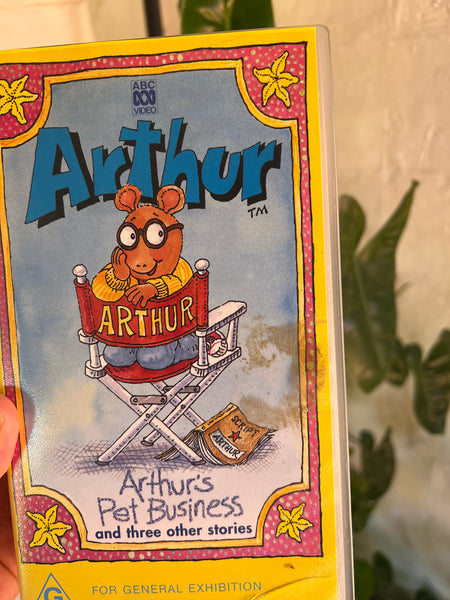 ABC
VIDEO
Arthur
TM
ARTHUR
SCRIPT
ARTHUR
Arthur's
Pet Business
and three other stories
G
FOR GENERAL EXHIBITION